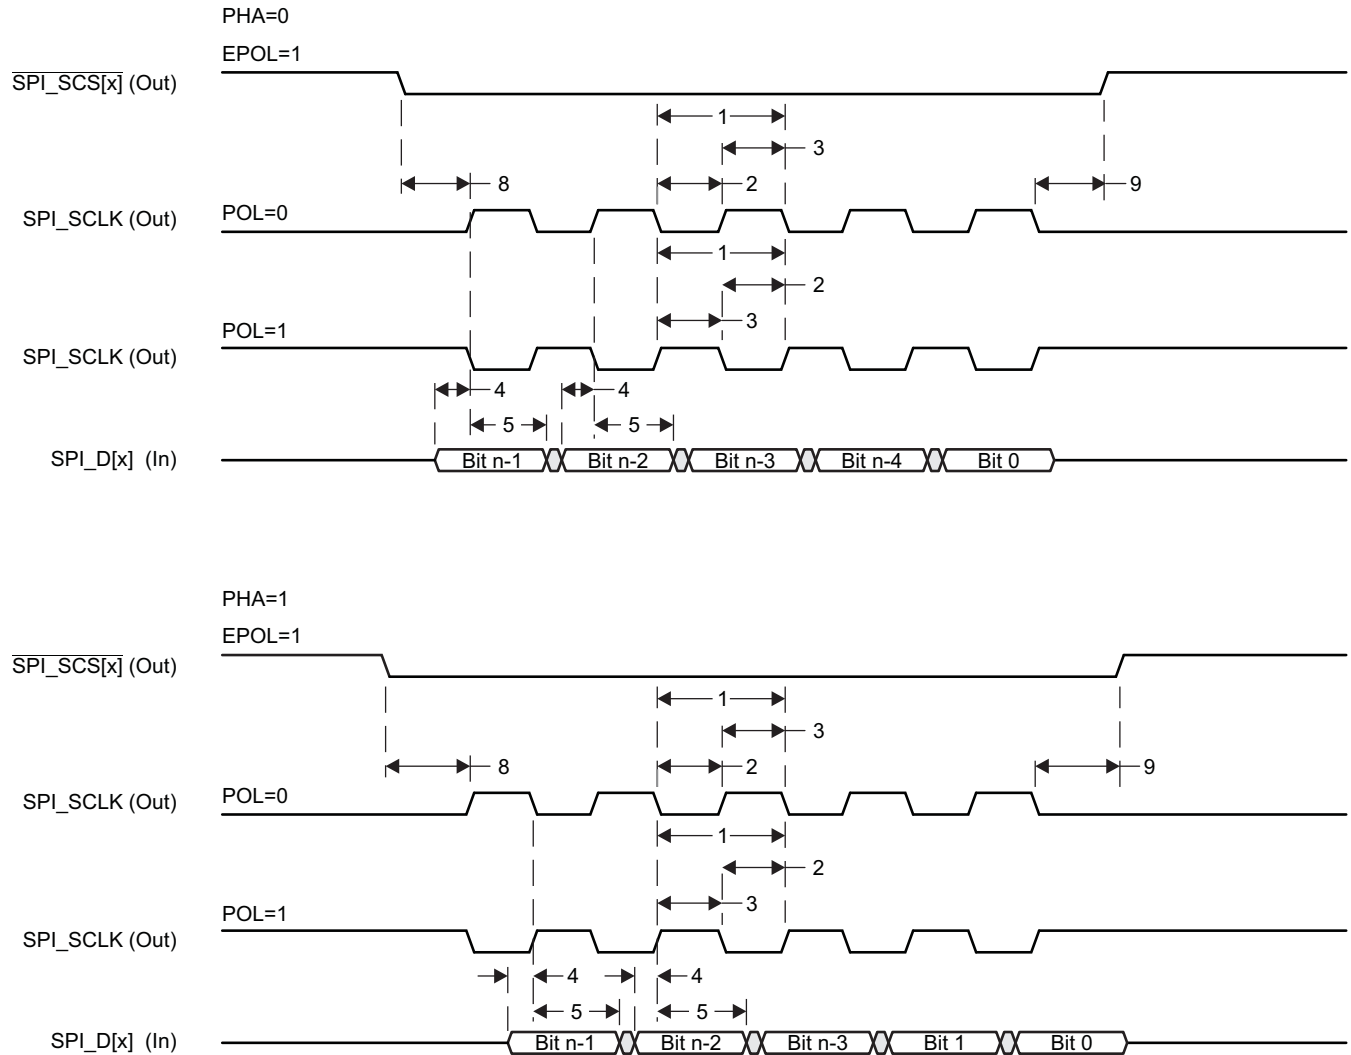 PHA=0
EPOL=1
SPI_SCS[x] (Out)
1
3
8
2
9
SPI_SCLK (Out)
POL=0
1
2
3
POL=1
SPI_SCLK (Out)
4
4
5
5
SPI_D[x] (In)
Bit n-1
Bit n-2
Bit n-3
Bit n-4
Bit 0
PHA=1
EPOL=1
SPI_SCS[x] (Out)
1
3
8
2
9
SPI_SCLK (Out)
POL=0
1
2
3
POL=1
SPI_SCLK (Out)
4
4
5
5
SPI_D[x] (In)
Bit n-1
Bit n-2
Bit n-3
Bit 1
Bit 0